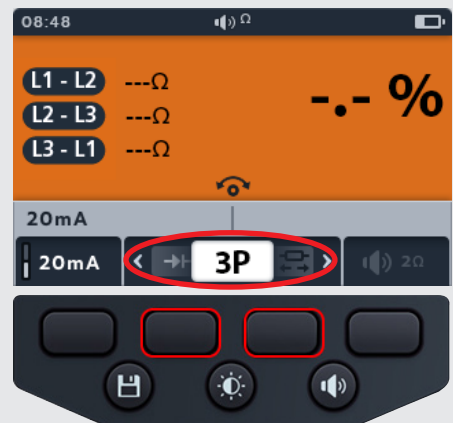 08:48 Ω
L1 - L2 ---Ω -.- %
L2 - L3 ---Ω
L3 - L1 ---Ω
20mA
20mA < 3P > 2Ω